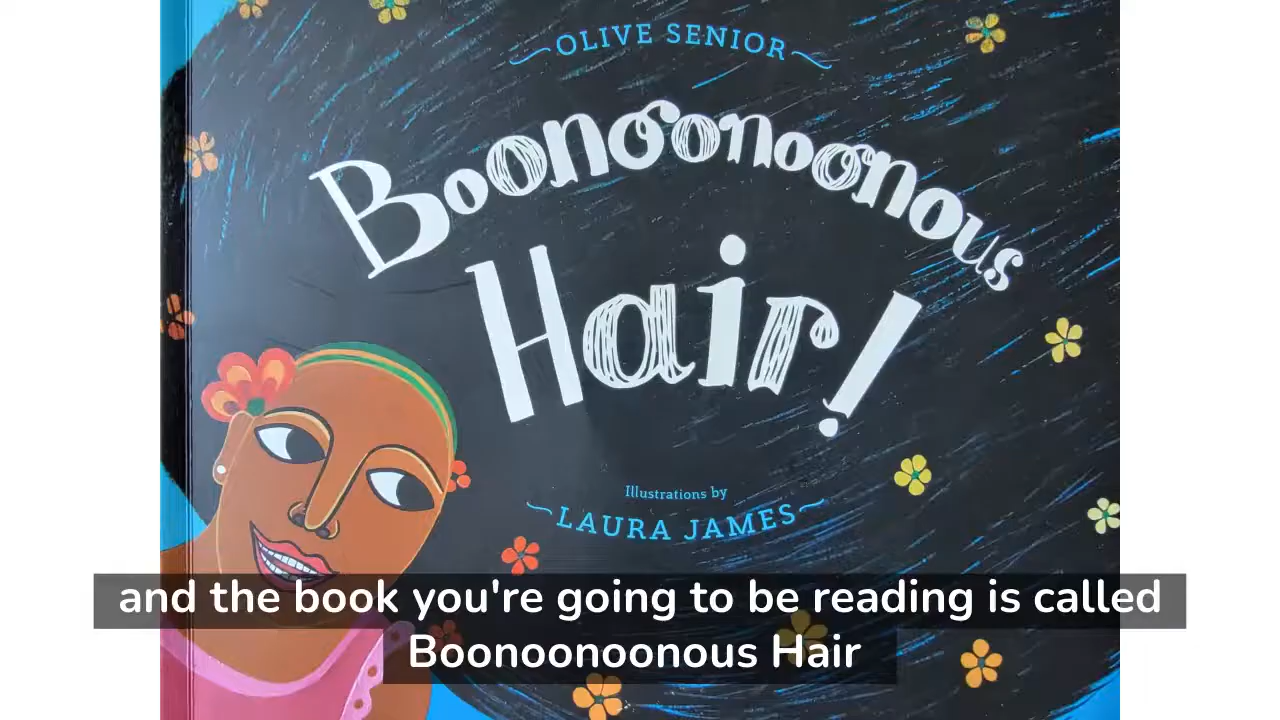 OLIVE SENIOR
Boonoonoonous
Hair!
Illustrations by
LAURA JAMES
and the book you're going to be reading is called
Boonoonoonous Hair